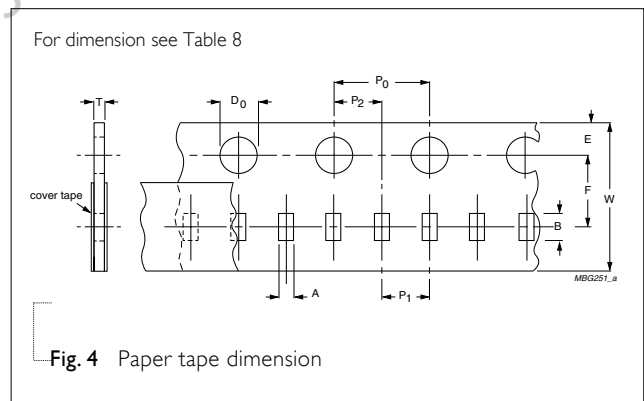 For dimension see Table 8
P0
D0
P2
T
E
F
W
cover tape
B
MBG251_a
A
P1
Fig. 4 Paper tape dimension